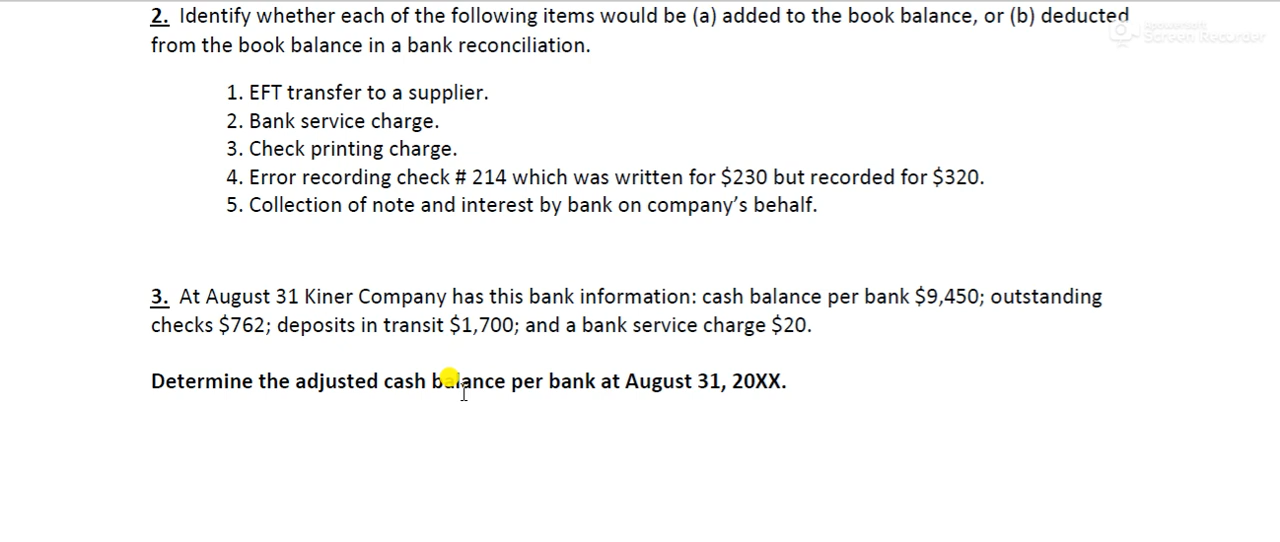 2. Identify whether each of the following items would be (a) added to the book balance, or (b) deducted
from the book balance in a bank reconciliation.
Apowersoft
Screen Recorder
1. EFT transfer to a supplier.
2. Bank service charge.
3. Check printing charge.
4. Error recording check # 214 which was written for $230 but recorded for $320.
5. Collection of note and interest by bank on company’s behalf.
3. At August 31 Kiner Company has this bank information: cash balance per bank $9,450; outstanding
checks $762; deposits in transit $1,700; and a bank service charge $20.
Determine the adjusted cash balance per bank at August 31, 20XX.